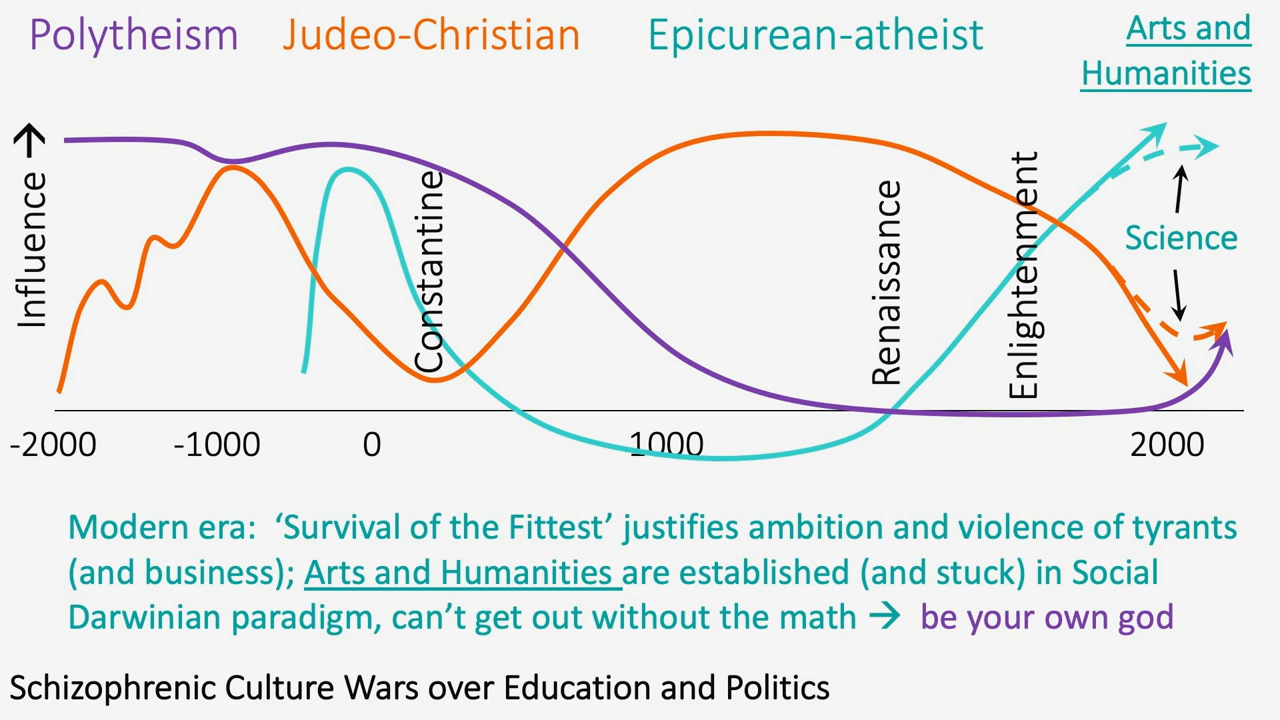 Polytheism Judeo-Christian Epicurean-atheist
Arts and
Humanities
Influence →
Constantine
Renaissance
Enlightenment
Science
-2000 -1000 0 1000 2000
Modern era: ‘Survival of the Fittest’ justifies ambition and violence of tyrants
(and business); Arts and Humanities are established (and stuck) in Social
Darwinian paradigm, can’t get out without the math → be your own god
Schizophrenic Culture Wars over Education and Politics